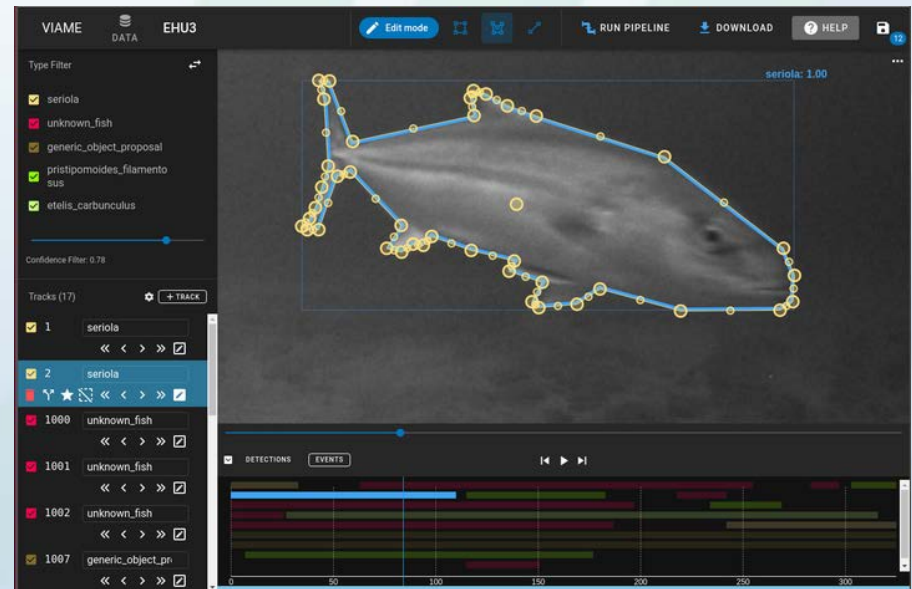 VIAME DATA EHU3 Edit mode RUN PIPELINE DOWNLOAD HELP 12
Type Filter
seriola
unknown_fish
generic_object_proposal
pristipomoides_filamento
sus
etelis_carbunculus
Confidence Filter: 0.78
Tracks (17) + TRACK
1 seriola
2 seriola
1000 unknown_fish
1001 unknown_fish
1002 unknown_fish
1007 generic_object_pr
seriola: 1.00
DETECTIONS EVENTS
0 50 100 150 200 250 300